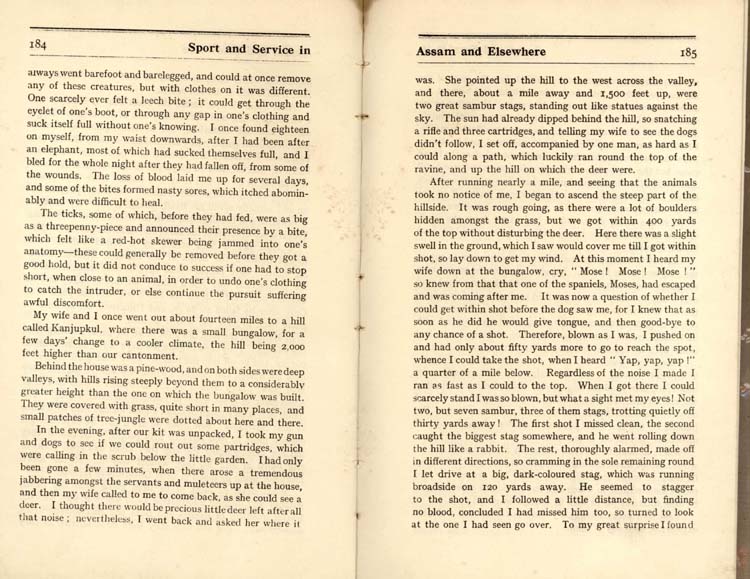 184
Sport and Service in
always went barefoot and barelegged, and could at once remove
any of these creatures, but with clothes on it was different.
One scarcely ever felt a leech bite ; it could get through the
eyelet of one's boot, or through any gap in one's clothing and
suck itself full without one's knowing. I once found eighteen
on myself, from my waist downwards, after I had been after
an elephant, most of which had sucked themselves full, and I
bled for the whole night after they had fallen off, from some of
the wounds. The loss of blood laid me up for several days,
and some of the bites formed nasty sores, which itched abomin-
ably and were difficult to heal.
The ticks, some of which, before they had fed, were as big
as a threepenny-piece and announced their presence by a bite,
which felt like a red-hot skewer being jammed into one's
anatomy—these could generally be removed before they got a
good hold, but it did not conduce to success if one had to stop
short, when close to an animal, in order to undo one's clothing
to catch the intruder, or else continue the pursuit suffering
awful discomfort.
My wife and I once went out about fourteen miles to a hill
called Kanjupkul, where there was a small bungalow, for a
few days' change to a cooler climate, the hill being 2,000
feet higher than our cantonment.
Behind the house was a pine-wood, and on both sides were deep
valleys, with hills rising steeply beyond them to a considerably
greater height than the one on which the bungalow was built.
They were covered with grass, quite short in many places, and
small patches of tree-jungle were dotted about here and there.
In the evening, after our kit was unpacked, I took my gun
and dogs to see if we could rout out some partridges, which
were calling in the scrub below the little garden. I had only
been gone a few minutes, when there arose a tremendous
jabbering amongst the servants and muleteers up at the house,
and then my wife called to me to come back, as she could see a
deer. I thought there would be precious little deer left after all
that noise ; nevertheless, I went back and asked her where it
Assam and Elsewhere
185
was. She pointed up the hill to the west across the valley,
and there, about a mile away and 1,500 feet up, were
two great sambur stags, standing out like statues against the
sky. The sun had already dipped behind the hill, so snatching
a rifle and three cartridges, and telling my wife to see the dogs
didn't follow, I set off, accompanied by one man, as hard as I
could along a path, which luckily ran round the top of the
ravine, and up the hill on which the deer were.
After running nearly a mile, and seeing that the animals
took no notice of me, I began to ascend the steep part of the
hillside. It was rough going, as there were a lot of boulders
hidden amongst the grass, but we got within 400 yards
of the top without disturbing the deer. Here there was a slight
swell in the ground, which I saw would cover me till I got within
shot, so lay down to get my wind. At this moment I heard my
wife down at the bungalow, cry, " Mose ! Mose ! Mose ! "
so knew from that that one of the spaniels, Moses, had escaped
and was coming after me. It was now a question of whether I
could get within shot before the dog saw me, for I knew that as
soon as he did he would give tongue, and then good-bye to
any chance of a shot. Therefore, blown as I was, I pushed on
and had only about fifty yards more to go to reach the spot,
whence I could take the shot, when I heard " Yap, yap, yap !"
a quarter of a mile below. Regardless of the noise I made I
ran as fast as I could to the top. When I got there I could
scarcely stand I was so blown, but what a sight met my eyes! Not
two, but seven sambur, three of them stags, trotting quietly off
thirty yards away ! The first shot I missed clean, the second
caught the biggest stag somewhere, and he went rolling down
the hill like a rabbit. The rest, thoroughly alarmed, made off
in different directions, so cramming in the sole remaining round
I let drive at a big, dark-coloured stag, which was running
broadside on 120 yards away. He seemed to stagger
to the shot, and I followed a little distance, but finding
no blood, concluded I had missed him too, so turned to look
at the one I had seen go over. To my great surprise I found